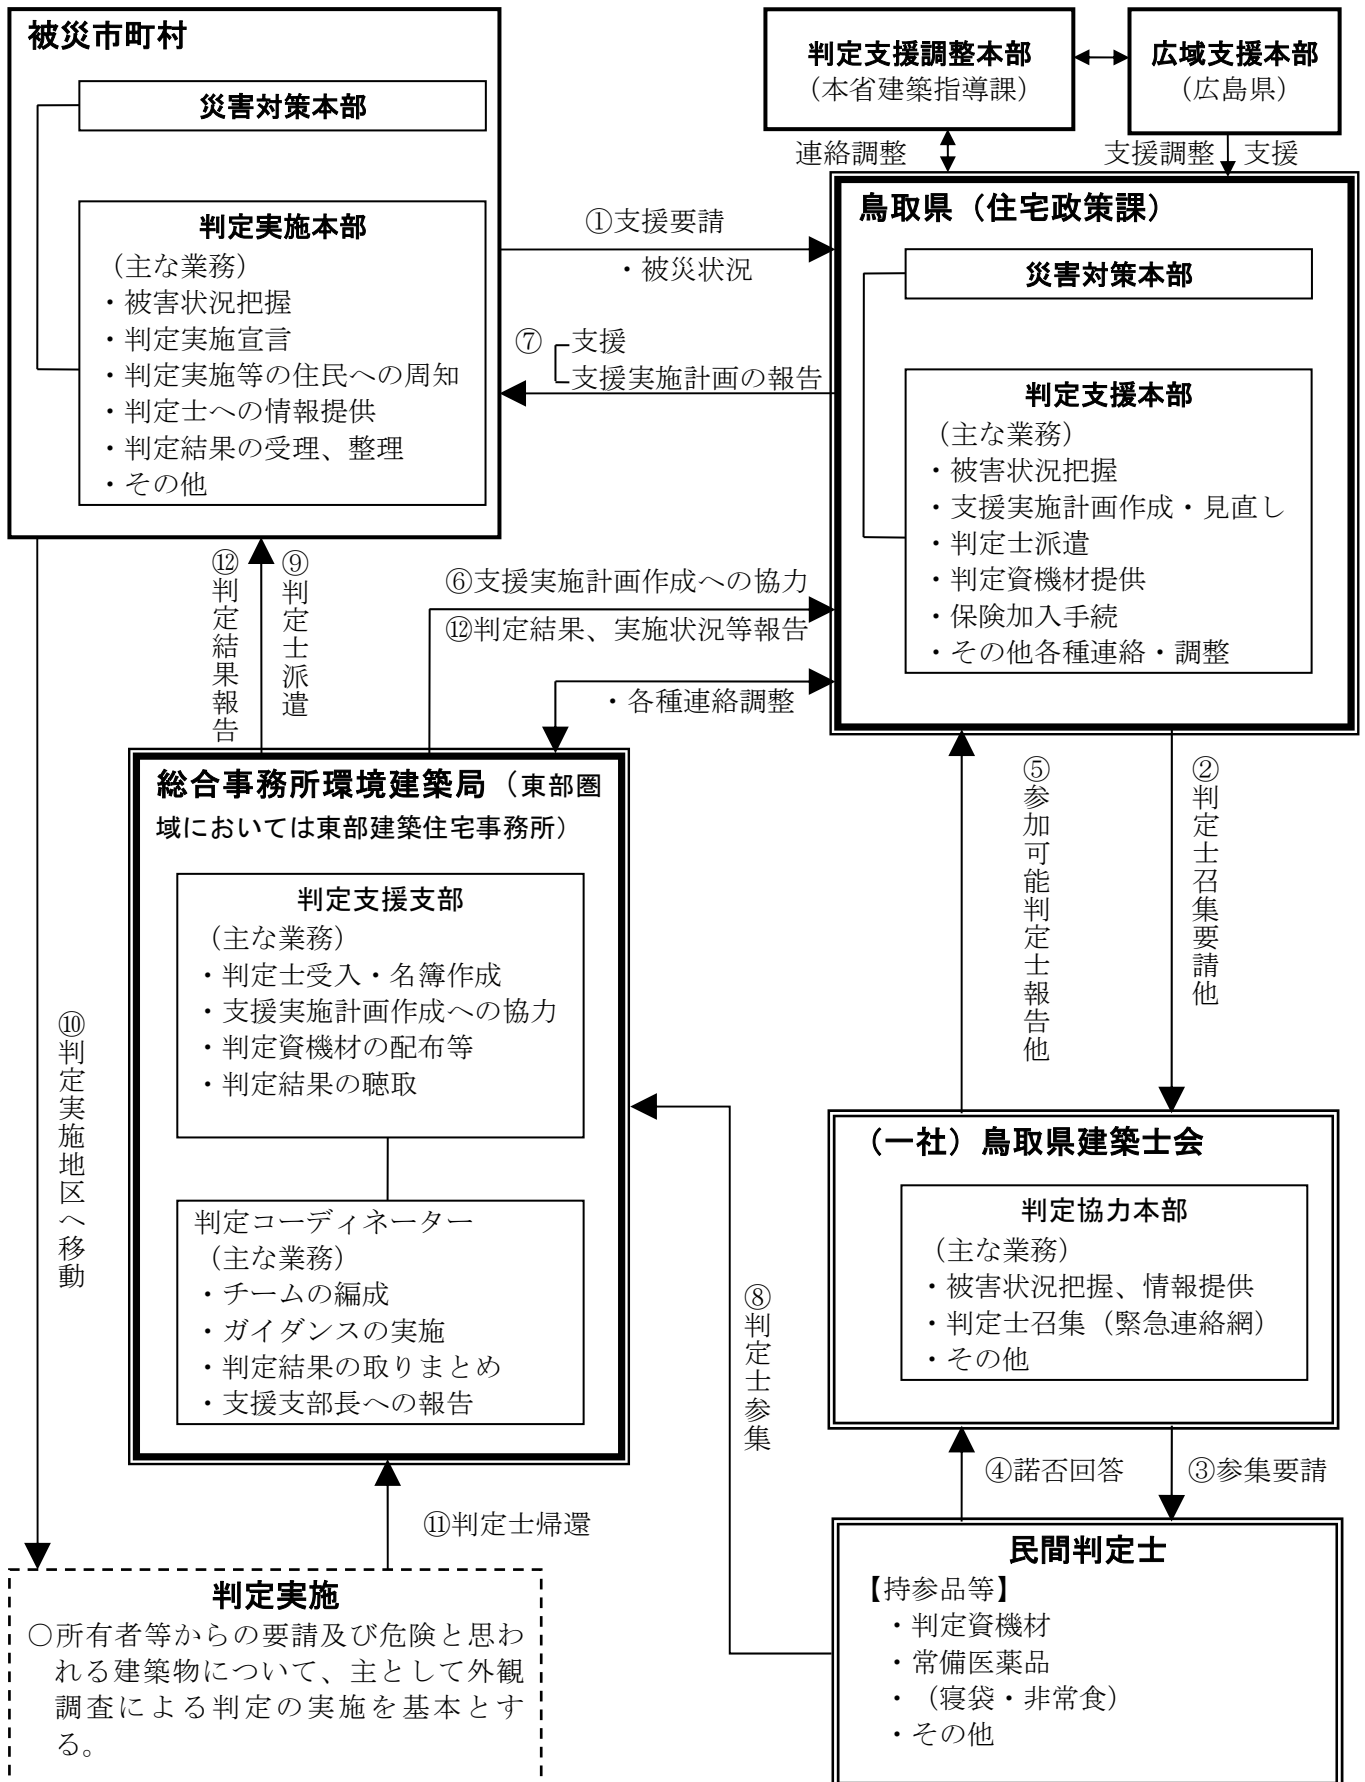 被災市町村
災害対策本部
判定実施本部
（主な業務）
・被害状況把握
・判定実施宣言
・判定実施等の住民への周知
・判定士への情報提供
・判定結果の受理、整理
・その他
判定支援調整本部
（本省建築指導課）
広域支援本部
（広島県）
連絡調整
支援調整
支援
①支援要請
・被災状況
⑦
支援
支援実施計画の報告
鳥取県（住宅政策課）
災害対策本部
判定支援本部
（主な業務）
・被害状況把握
・支援実施計画作成・見直し
・判定士派遣
・判定資機材提供
・保険加入手続
・その他各種連絡・調整
⑫判定結果報告
⑨判定士派遣
⑥支援実施計画作成への協力
⑫判定結果、実施状況等報告
・各種連絡調整
総合事務所環境建築局（東部圏
域においては東部建築住宅事務所）
判定支援支部
（主な業務）
・判定士受入・名簿作成
・支援実施計画作成への協力
・判定資機材の配布等
・判定結果の聴取
判定コーディネーター
（主な業務）
・チームの編成
・ガイダンスの実施
・判定結果の取りまとめ
・支援支部長への報告
⑤参加可能判定士報告他
②判定士召集要請他
⑩判定実施地区へ移動
（一社）鳥取県建築士会
判定協力本部
（主な業務）
・被害状況把握、情報提供
・判定士召集（緊急連絡網）
・その他
⑧判定士参集
④諾否回答
③参集要請
⑪判定士帰還
民間判定士
【持参品等】
・判定資機材
・常備医薬品
・（寝袋・非常食）
・その他
判定実施
○所有者等からの要請及び危険と思わ
れる建築物について、主として外観
調査による判定の実施を基本とす
る。